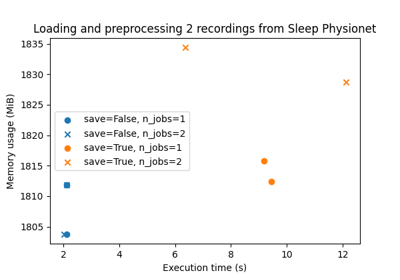 Loading and preprocessing 2 recordings from Sleep Physionet
1835
1830
1825
1820
1815
1810
1805
Memory usage (MiB)
save=False, n_jobs=1
save=False, n_jobs=2
save=True, n_jobs=1
save=True, n_jobs=2
2 4 6 8 10 12
Execution time (s)